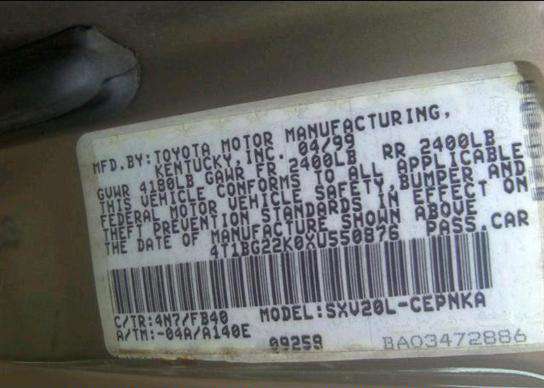 MFD.BY:TOYOTA MOTOR MANUFACTURING,
KENTUCKY,INC. 04/99
GVWR 4180LB GAWR FR 2400LB RR 2400LB
THIS VEHICLE CONFORMS TO ALL APPLICABLE
FEDERAL MOTOR VEHICLE SAFETY,BUMPER AND
THEFT PREVENTION STANDARDS IN EFFECT ON
THE DATE OF MANUFACTURE SHOWN ABOVE
4T1BG22K0XU550876 PASS.CAR
C/TR:4N7/FB40 MODEL:SXV20L-CEPNKA
A/TM:-04A/A140E 09259 BA03472886